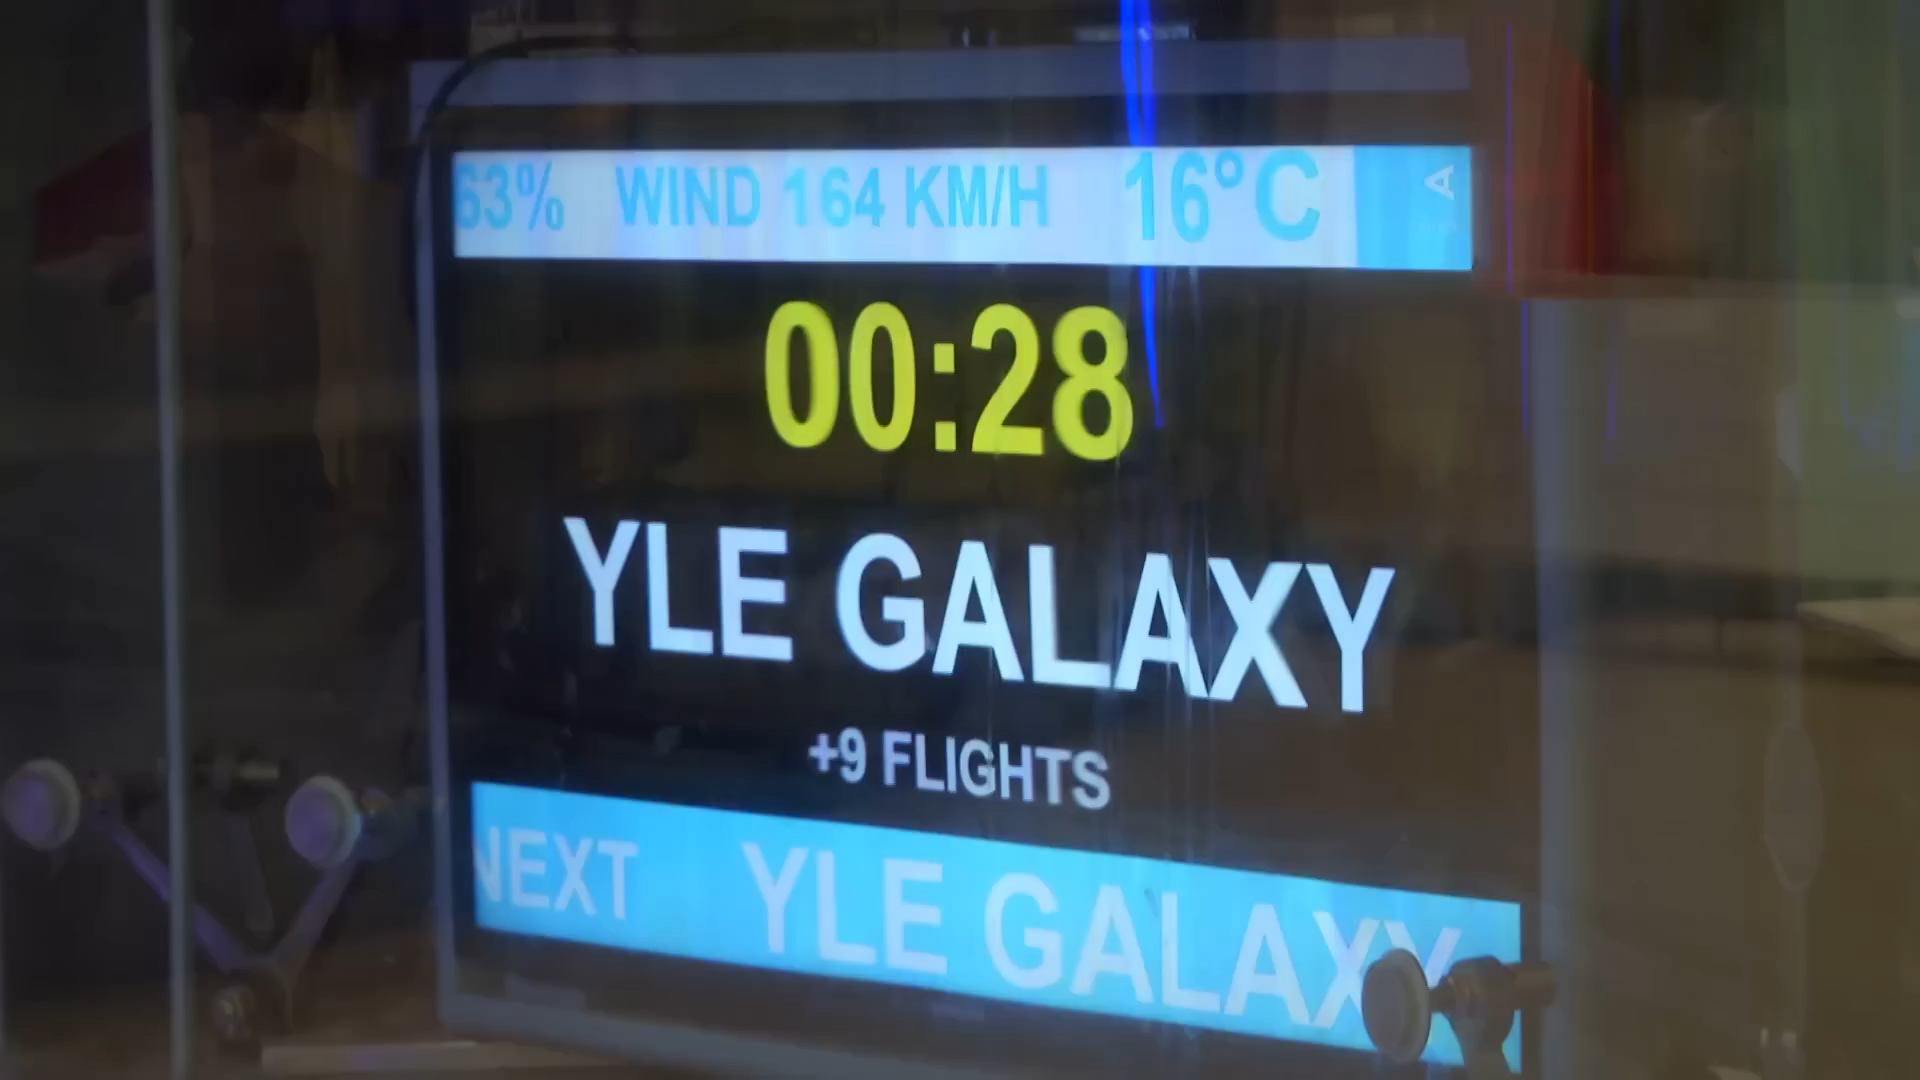 63% WIND 164 KM/H 16°C A
00:28
YLE GALAXY
+9 FLIGHTS
NEXT YLE GALAXY